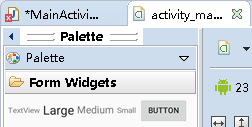 *MainActivi... activity_ma...
Palette
Palette
Form Widgets
TextView Large Medium Small BUTTON
23